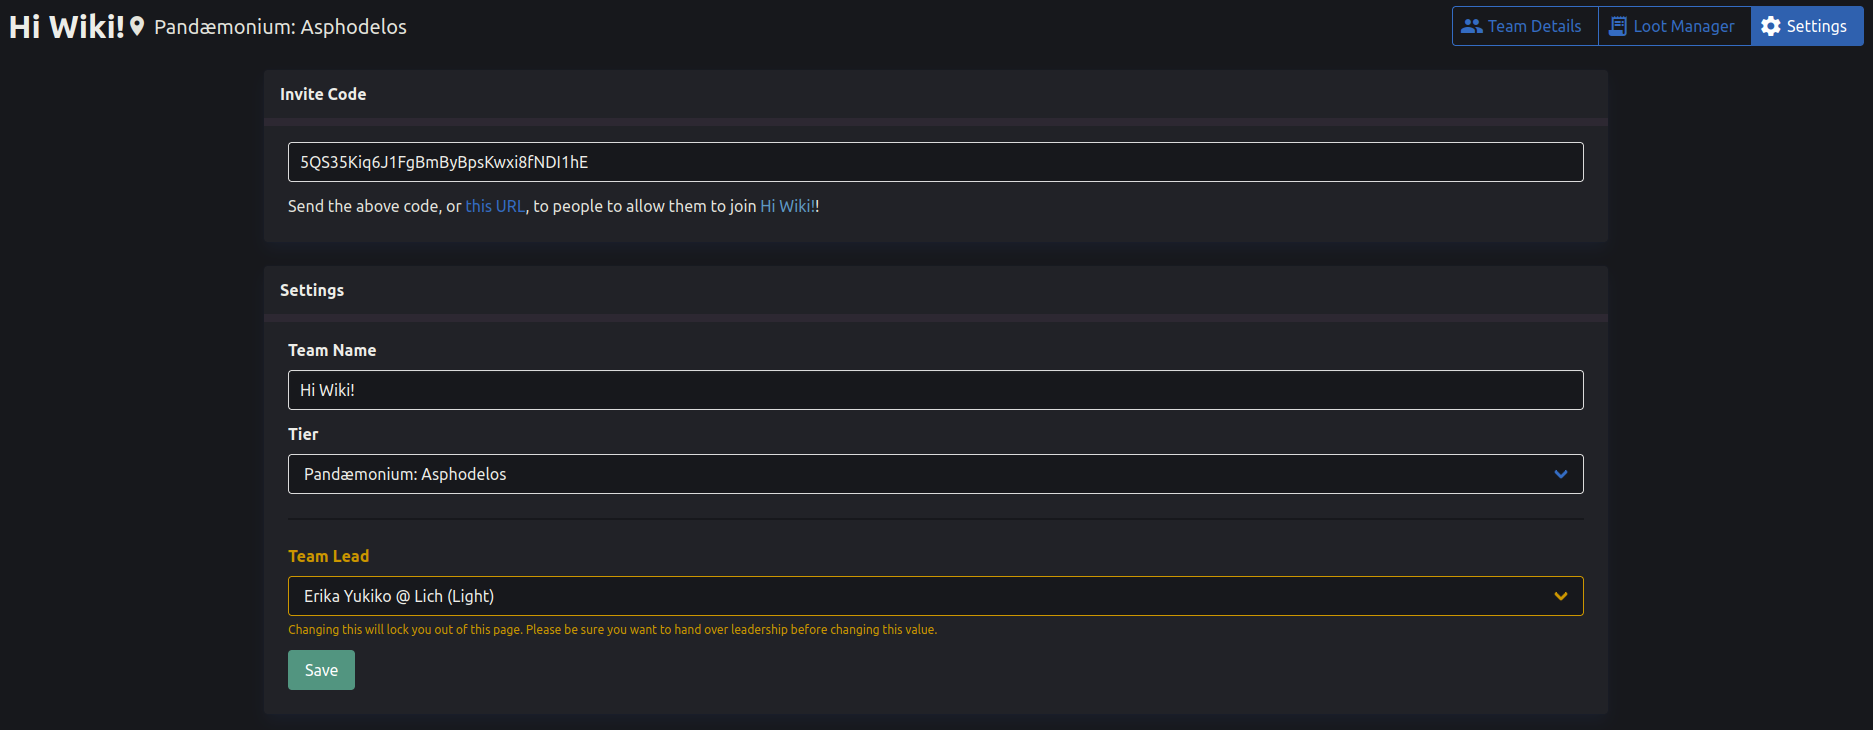 Hi Wiki! Pandæmonium: Asphodelos
Team Details Loot Manager Settings
Invite Code
5QS35Kiq6J1FgBmByBpsKwxi8fNDI1hE
Send the above code, or this URL, to people to allow them to join Hi Wiki!!
Settings
Team Name
Hi Wiki!
Tier
Pandæmonium: Asphodelos
Team Lead
Erika Yukiko @ Lich (Light)
Changing this will lock you out of this page. Please be sure you want to hand over leadership before changing this value.
Save